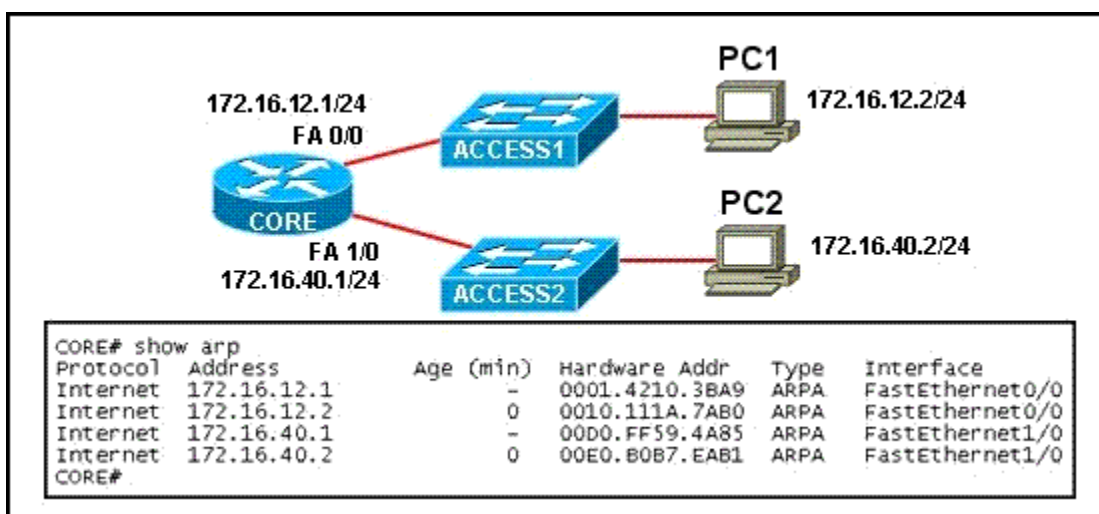 PC1
172.16.12.1/24
172.16.12.2/24
FA 0/0
ACCESS1
CORE
PC2
FA 1/0
172.16.40.2/24
172.16.40.1/24
ACCESS2
CORE# show arp
Protocol Address Age (min) Hardware Addr Type Interface
Internet 172.16.12.1 - 0001.4210.3BA9 ARPA FastEthernet0/0
Internet 172.16.12.2 0 0010.111A.7AB0 ARPA FastEthernet0/0
Internet 172.16.40.1 - 00D0.FF59.4A85 ARPA FastEthernet1/0
Internet 172.16.40.2 0 00E0.B0B7.EAB1 ARPA FastEthernet1/0
CORE#